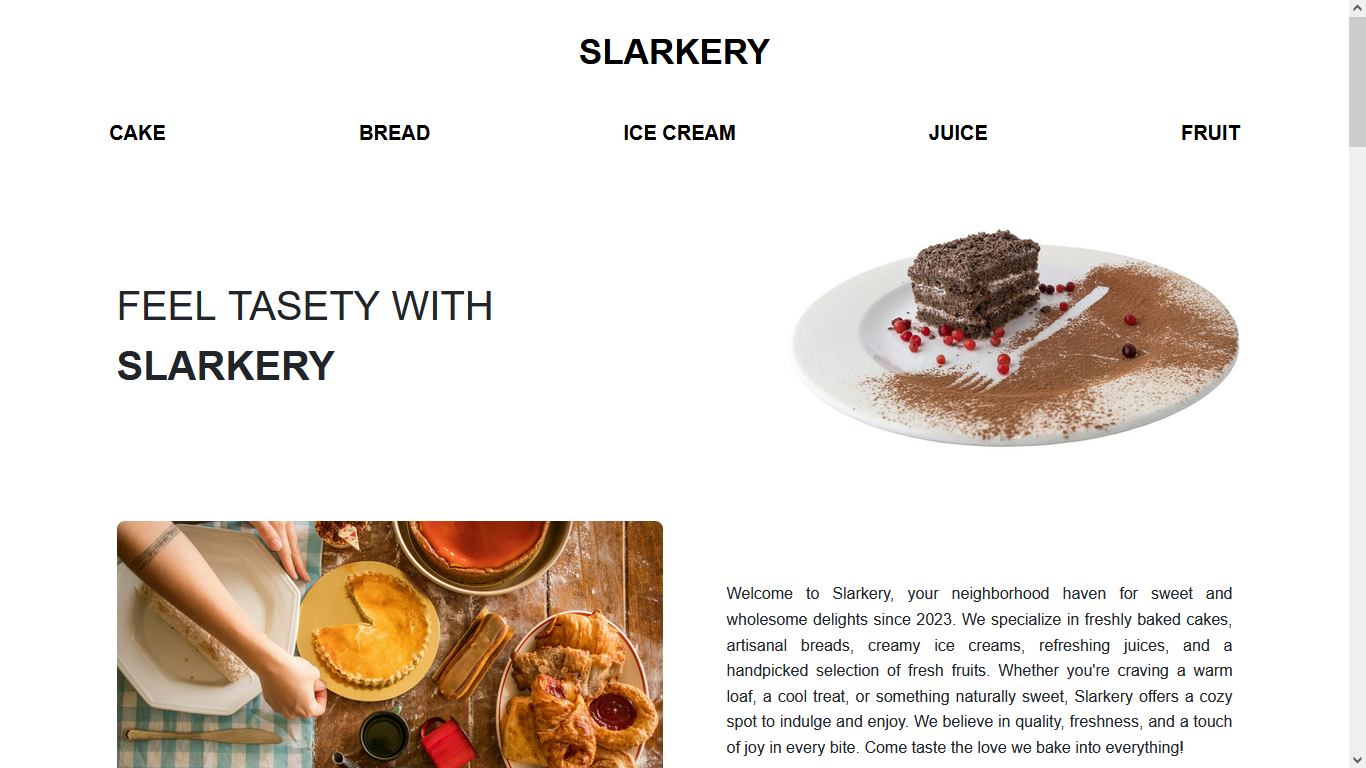 SLARKERY
CAKE BREAD ICE CREAM JUICE FRUIT
FEEL TASETY WITH
SLARKERY
Welcome to Slarkery, your neighborhood haven for sweet and
wholesome delights since 2023. We specialize in freshly baked cakes,
artisanal breads, creamy ice creams, refreshing juices, and a
handpicked selection of fresh fruits. Whether you're craving a warm
loaf, a cool treat, or something naturally sweet, Slarkery offers a cozy
spot to indulge and enjoy. We believe in quality, freshness, and a touch
of joy in every bite. Come taste the love we bake into everything!